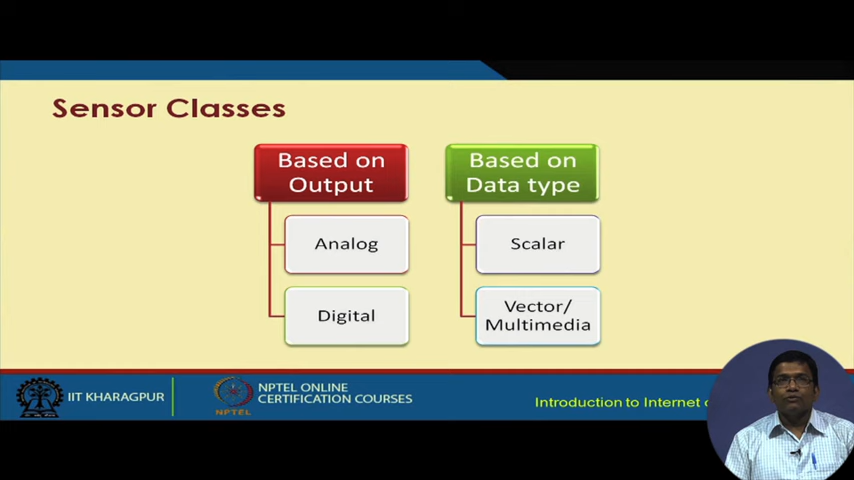 Sensor Classes
Based on
Output
Based on
Data type
Analog
Scalar
Digital
Vector/
Multimedia
IIT KHARAGPUR
NPTEL
NPTEL ONLINE
CERTIFICATION COURSES
Introduction to Internet